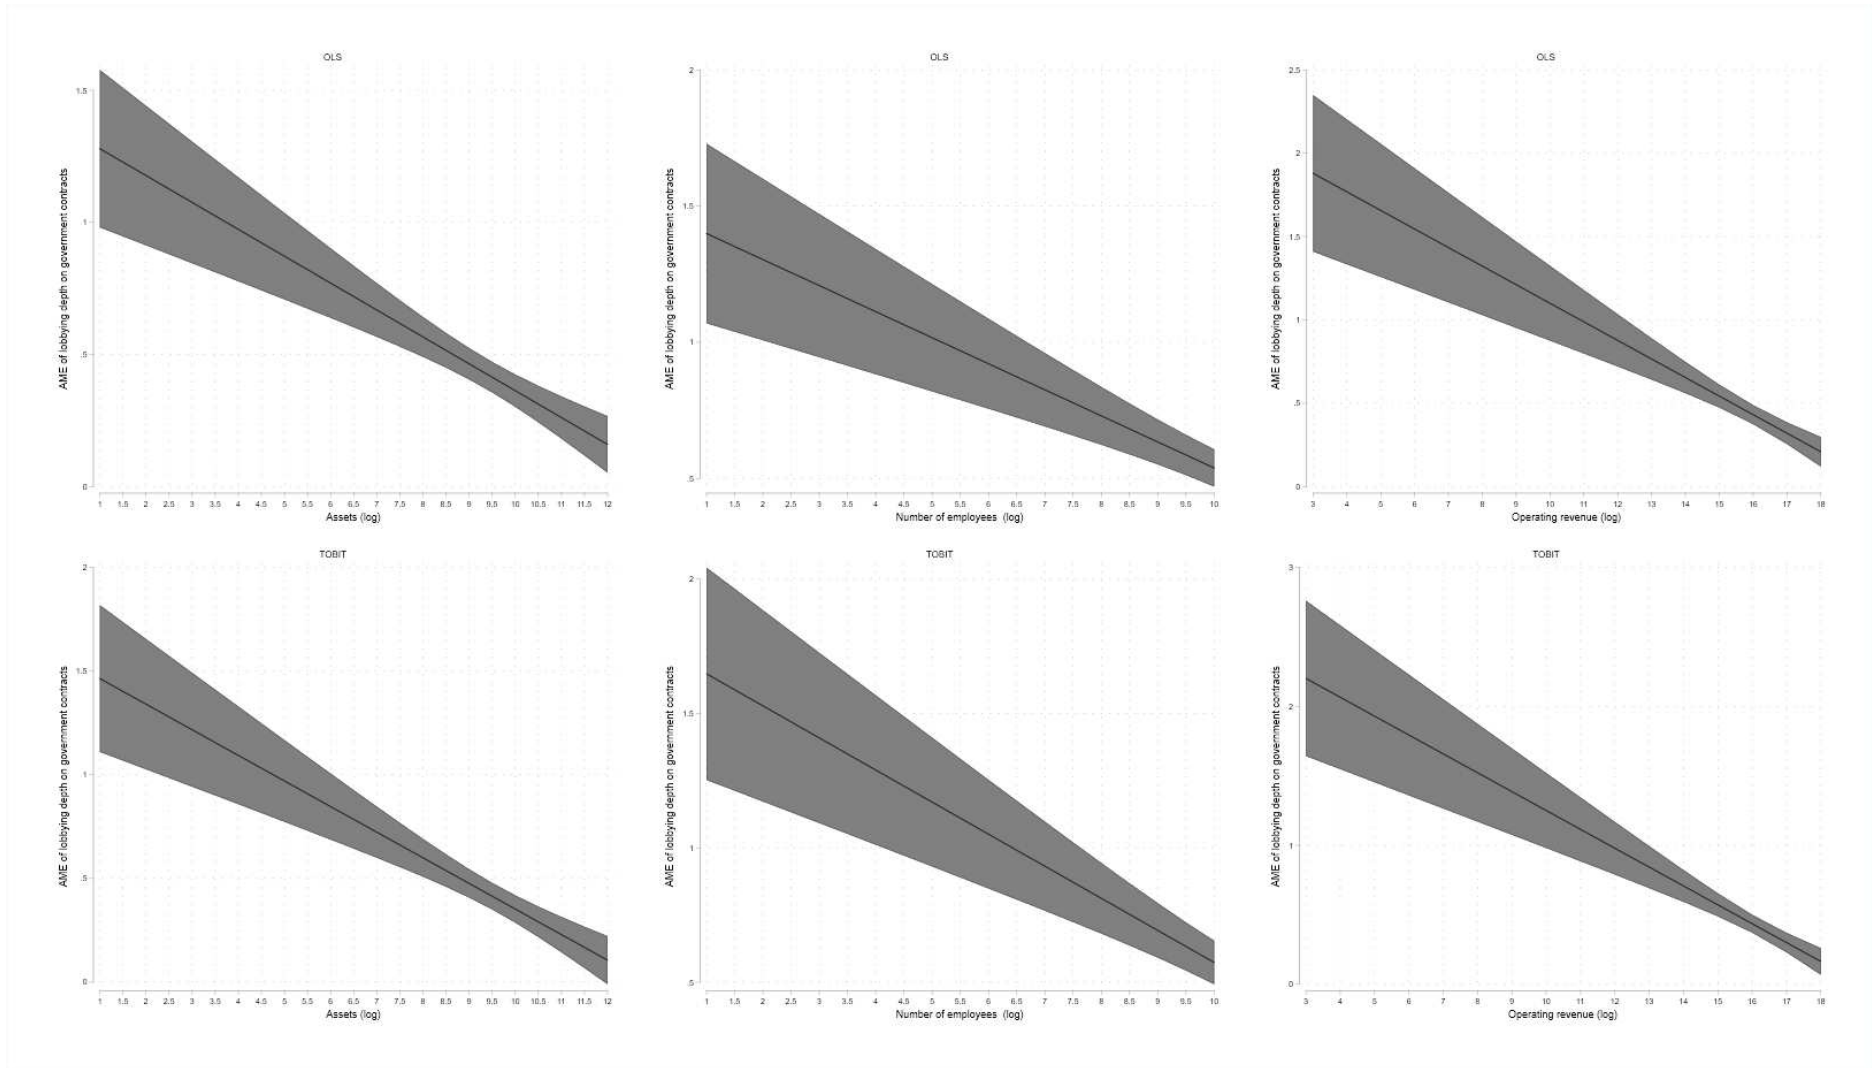 OLS
AME of lobbying depth on government contracts
1.5
1
.5
0
1 1.5 2 2.5 3 3.5 4 4.5 5 5.5 6 6.5 7 7.5 8 8.5 9 9.5 10 10.5 11 11.5 12
Assets (log)
OLS
AME of lobbying depth on government contracts
2
1.5
1
.5
1 1.5 2 2.5 3 3.5 4 4.5 5 5.5 6 6.5 7 7.5 8 8.5 9 9.5 10
Number of employees (log)
OLS
AME of lobbying depth on government contracts
2.5
2
1.5
1
.5
0
3 4 5 6 7 8 9 10 11 12 13 14 15 16 17 18
Operating revenue (log)
TOBIT
AME of lobbying depth on government contracts
2
1.5
1
.5
0
1 1.5 2 2.5 3 3.5 4 4.5 5 5.5 6 6.5 7 7.5 8 8.5 9 9.5 10 10.5 11 11.5 12
Assets (log)
TOBIT
AME of lobbying depth on government contracts
2
1.5
1
.5
1 1.5 2 2.5 3 3.5 4 4.5 5 5.5 6 6.5 7 7.5 8 8.5 9 9.5 10
Number of employees (log)
TOBIT
AME of lobbying depth on government contracts
3
2
1
0
3 4 5 6 7 8 9 10 11 12 13 14 15 16 17 18
Operating revenue (log)